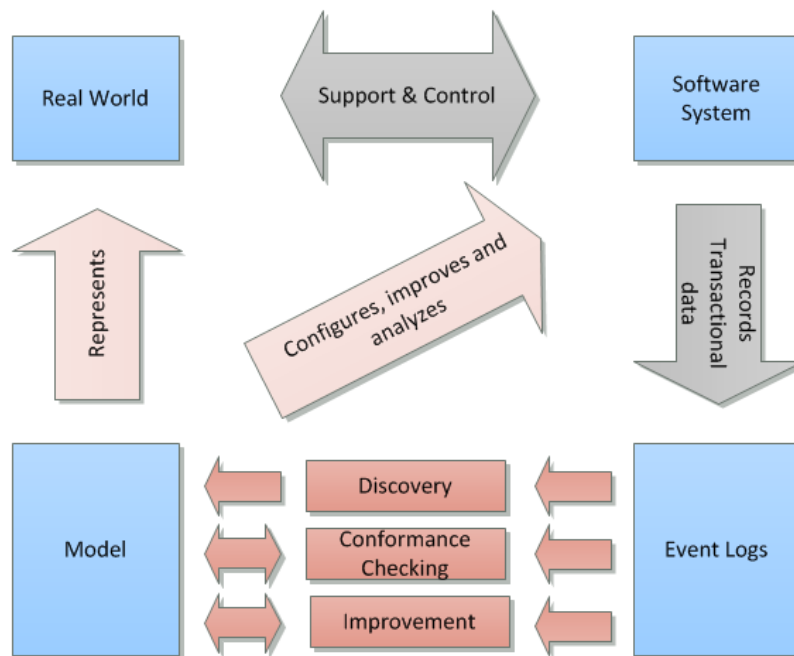 Real World
Support & Control
Software
System
Represents
Configures, improves and
analyzes
Records
Transactional
data
Model
Discovery
Conformance
Checking
Improvement
Event Logs